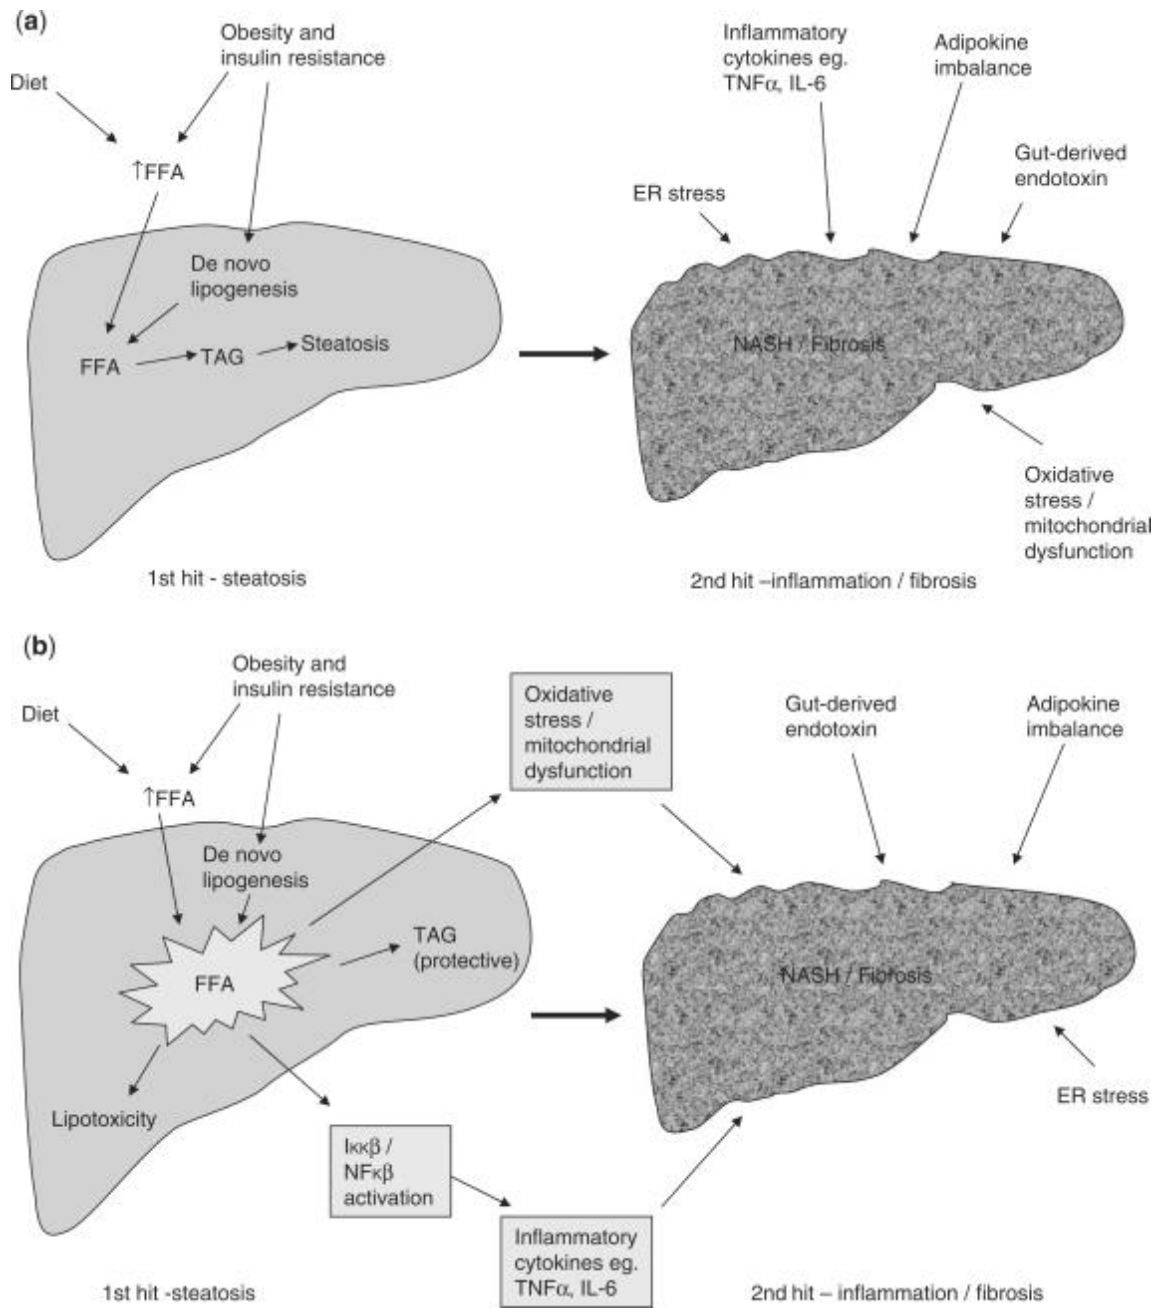 (a)
Obesity and
insulin resistance
Diet
↑FFA
De novo
lipogenesis
FFA
TAG
Steatosis
1st hit - steatosis
Inflammatory
cytokines eg.
TNFα, IL-6
Adipokine
imbalance
Gut-derived
endotoxin
ER stress
NASH / Fibrosis
Oxidative
stress /
mitochondrial
dysfunction
2nd hit –inflammation / fibrosis
(b)
Obesity and
insulin resistance
Diet
↑FFA
De novo
lipogenesis
FFA
TAG
(protective)
Lipotoxicity
Oxidative
stress /
mitochondrial
dysfunction
Iκκβ /
NFκβ
activation
Inflammatory
cytokines eg.
TNFα, IL-6
1st hit -steatosis
Gut-derived
endotoxin
Adipokine
imbalance
NASH / Fibrosis
ER stress
2nd hit – inflammation / fibrosis